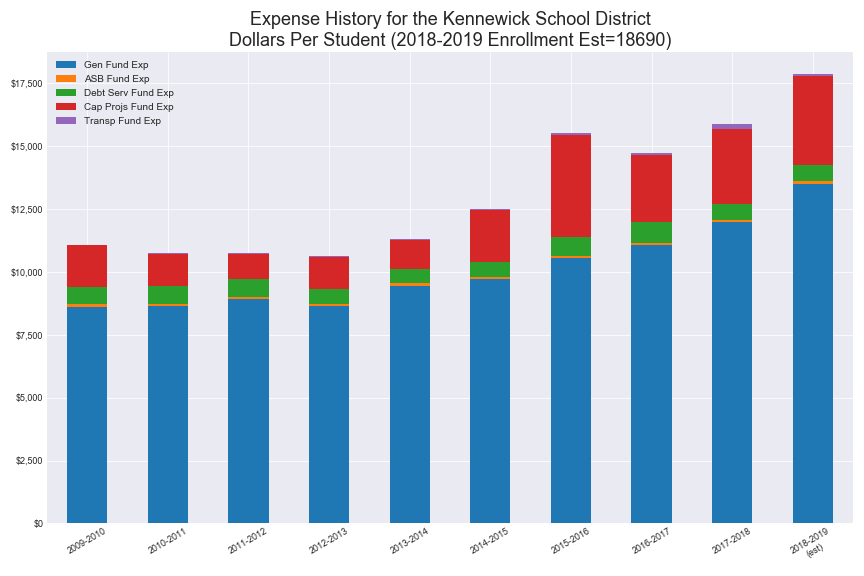 Expense History for the Kennewick School District
Dollars Per Student (2018-2019 Enrollment Est=18690)
Gen Fund Exp
ASB Fund Exp
Debt Serv Fund Exp
Cap Projs Fund Exp
Transp Fund Exp
$17,500
$15,000
$12,500
$10,000
$7,500
$5,000
$2,500
$0
2009-2010
2010-2011
2011-2012
2012-2013
2013-2014
2014-2015
2015-2016
2016-2017
2017-2018
2018-2019
(est)